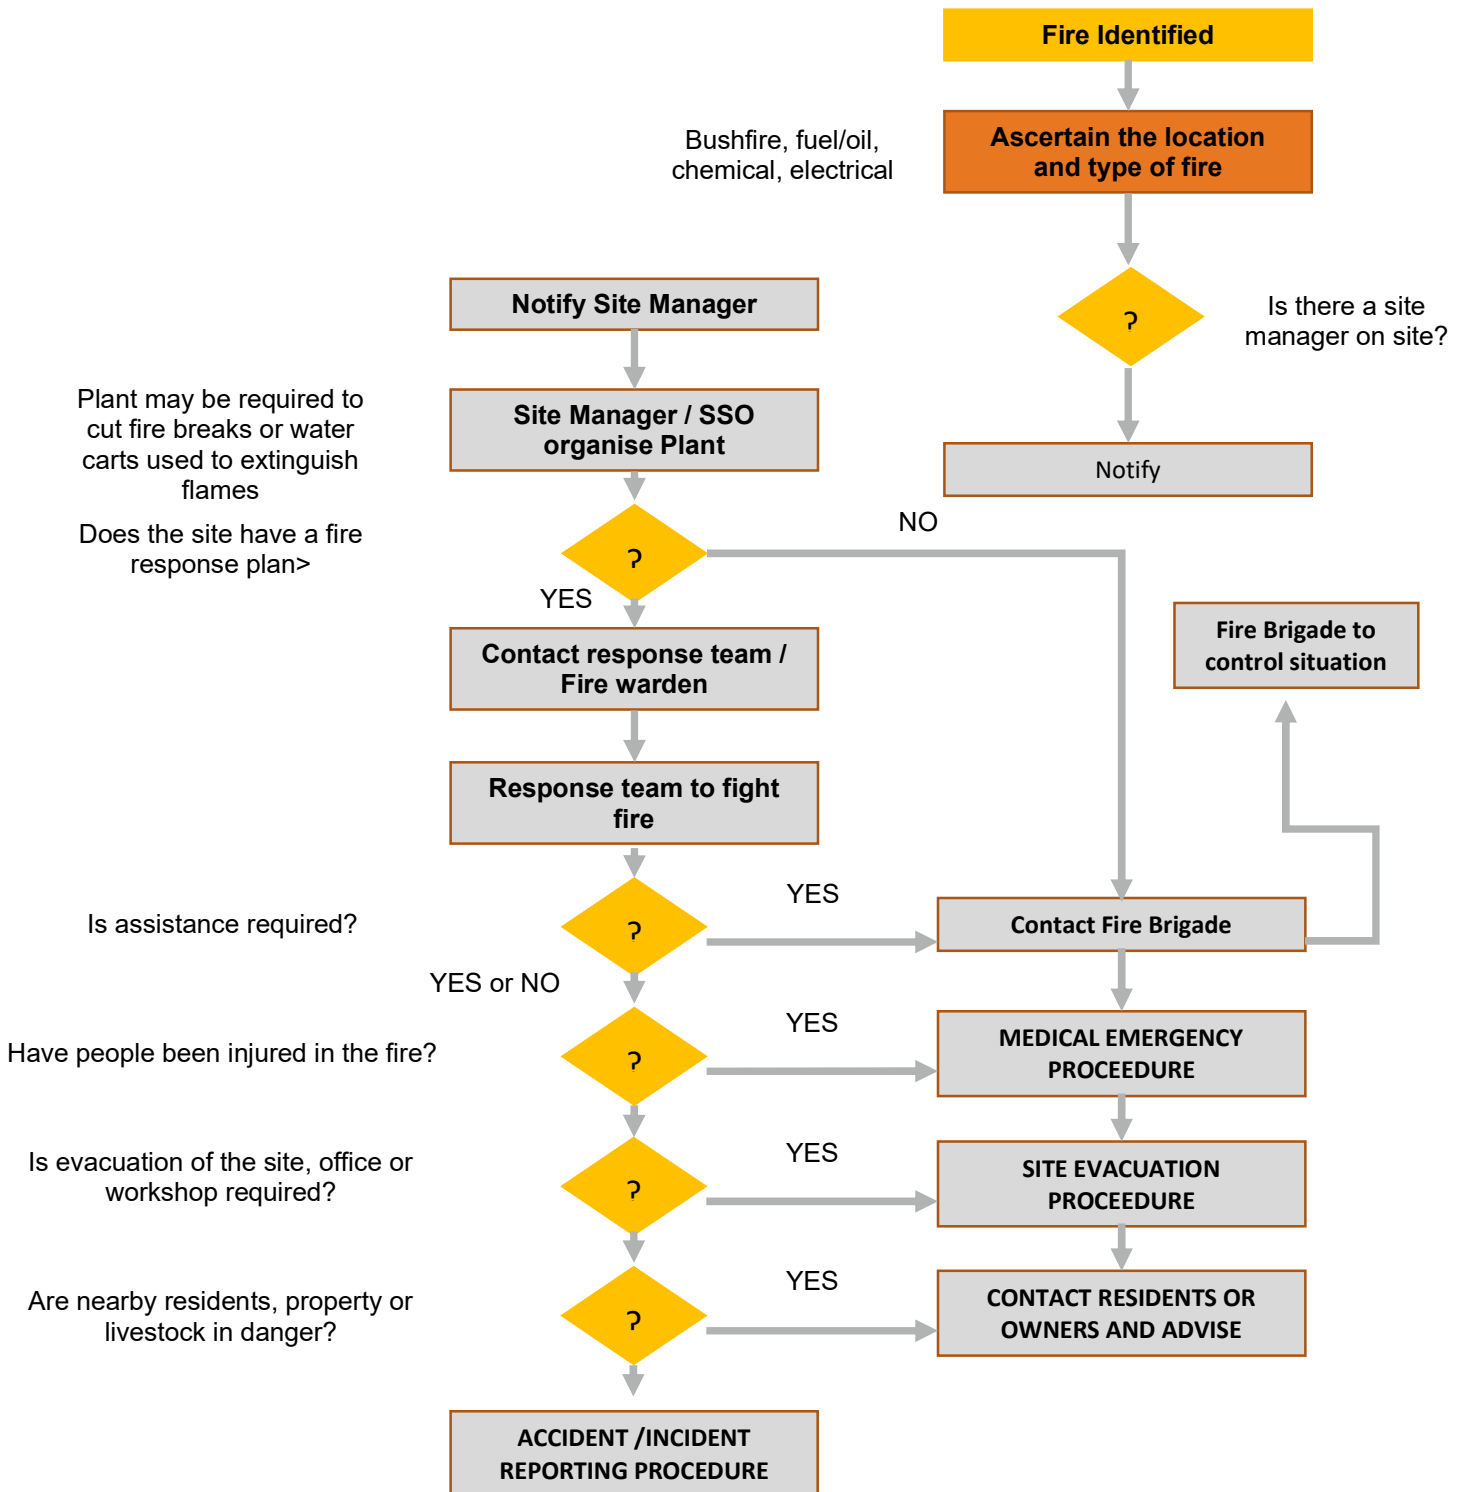 Fire Identified
Bushfire, fuel/oil,
chemical, electrical
Ascertain the location
and type of fire
?
Is there a site
manager on site?
Notify
Notify Site Manager
Plant may be required to
cut fire breaks or water
carts used to extinguish
flames
Site Manager / SSO
organise Plant
Does the site have a fire
response plan>
?
NO
YES
Contact response team /
Fire warden
Fire Brigade to
control situation
Response team to fight
fire
Is assistance required?
?
YES
Contact Fire Brigade
YES or NO
Have people been injured in the fire?
?
YES
MEDICAL EMERGENCY
PROCEEDURE
Is evacuation of the site, office or
workshop required?
?
YES
SITE EVACUATION
PROCEEDURE
Are nearby residents, property or
livestock in danger?
?
YES
CONTACT RESIDENTS OR
OWNERS AND ADVISE
ACCIDENT /INCIDENT
REPORTING PROCEDURE